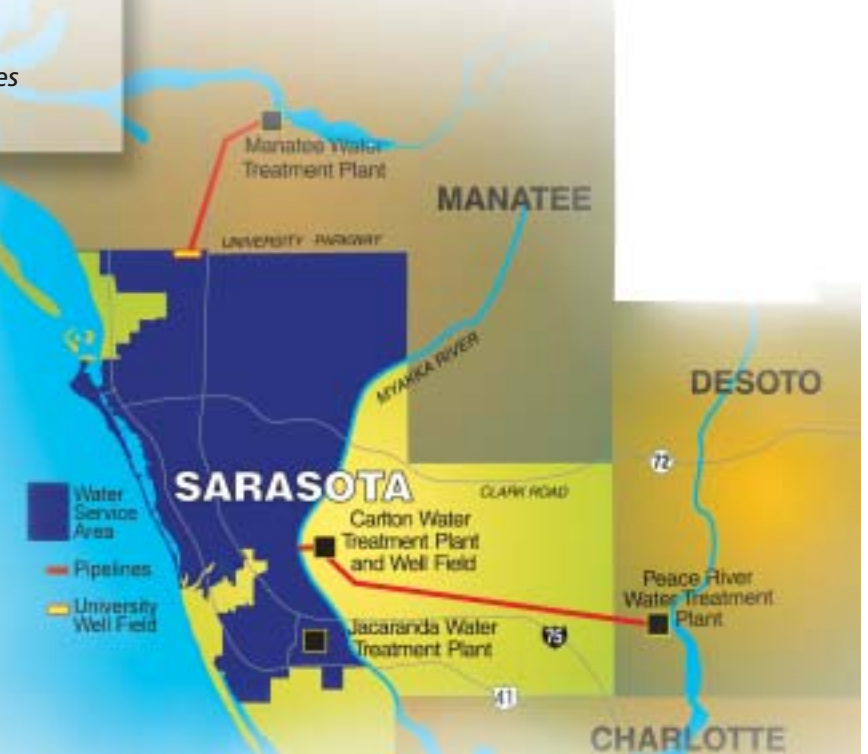 es
Manatee Water
Treatment Plant
MANATEE
UNIVERSITY PARKWAY
MYAKKA RIVER
DESOTO
72
SARASOTA
CLARK ROAD
Water
Service
Area
Carlton Water
Treatment Plant
and Well Field
Pipelines
Peace River
Water Treatment
Plant
University
Well Field
Jacaranda Water
Treatment Plant
75
41
CHARLOTTE